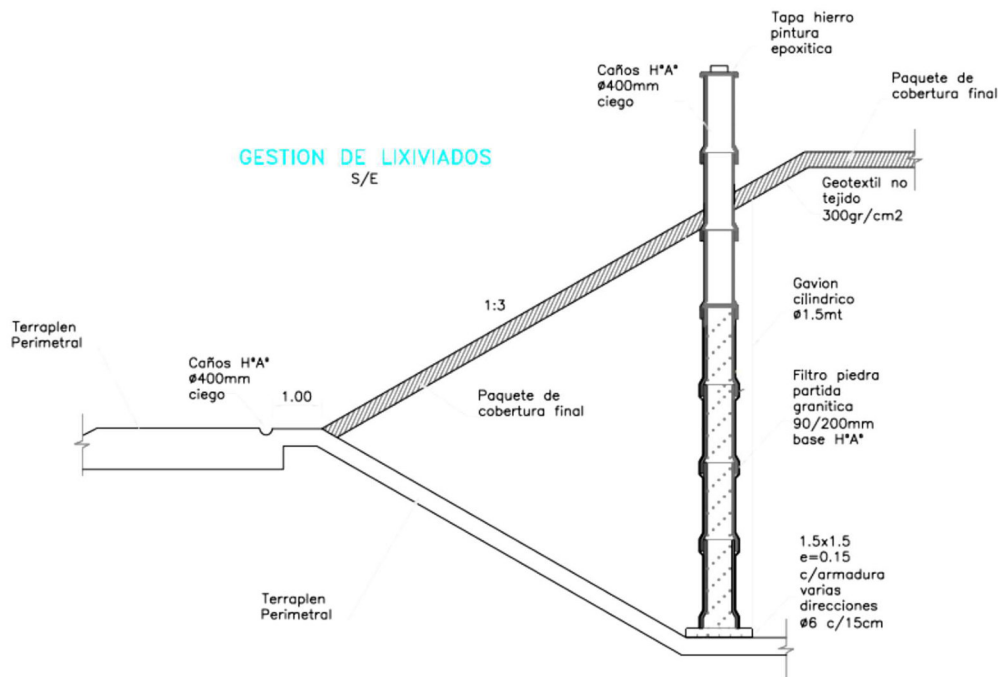 Tapa hierro
pintura
epoxitica
Caños H°A°
ø400mm
ciego
Paquete de
cobertura final
GESTION DE LIXIVIADOS
S/E
Geotextil no
tejido
300gr/cm2
1:3
Gavion
cilindrico
ø1.5mt
Terraplen
Perimetral
Caños H°A°
ø400mm
ciego
1.00
Paquete de
cobertura final
Filtro piedra
partida
granitica
90/200mm
base H°A°
1.5x1.5
e=0.15
c/armadura
varias
direcciones
ø6 c/15cm
Terraplen
Perimetral